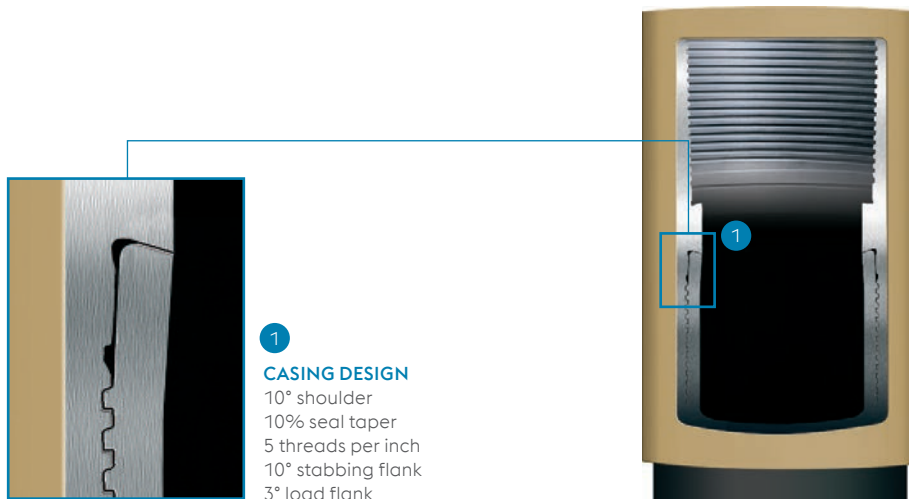 1
1
CASING DESIGN
10° shoulder
10% seal taper
5 threads per inch
10° stabbing flank
3° load flank